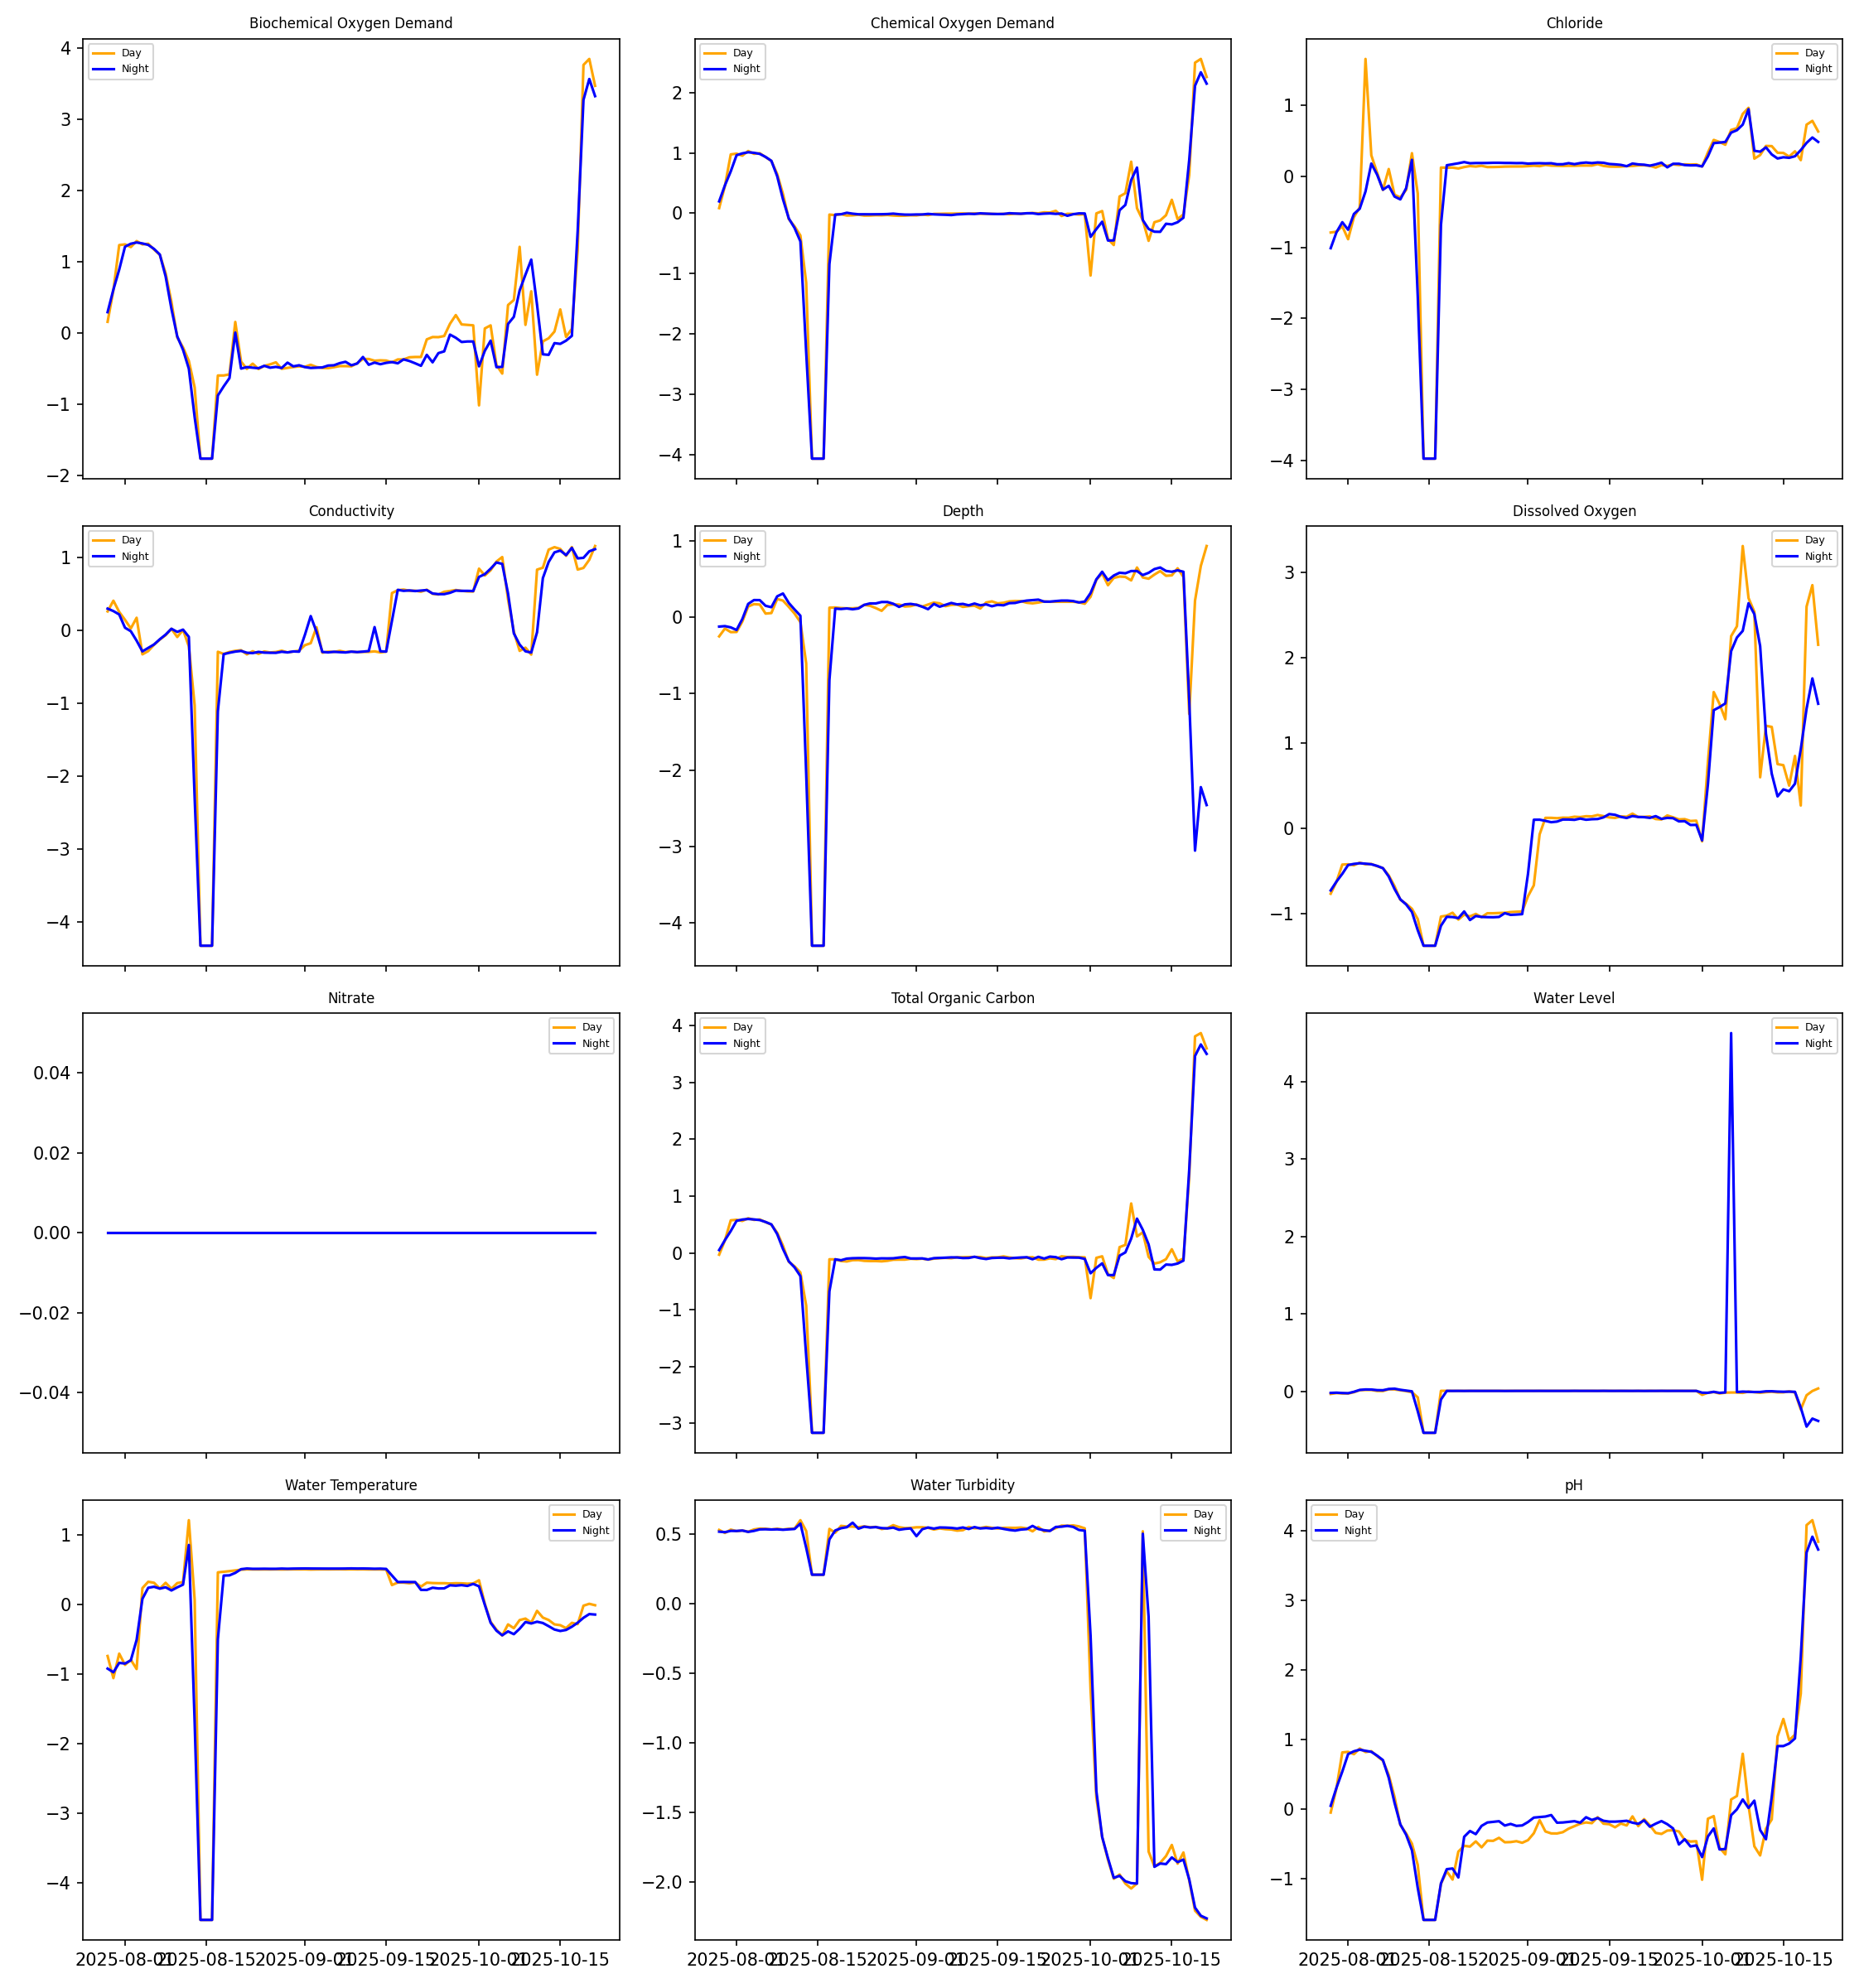 Biochemical Oxygen Demand
Day
Night
4
3
2
1
0
−1
−2
Chemical Oxygen Demand
Day
Night
2
1
0
−1
−2
−3
−4
Chloride
Day
Night
1
0
−1
−2
−3
−4
Conductivity
Day
Night
1
0
−1
−2
−3
−4
Depth
Day
Night
1
0
−1
−2
−3
−4
Dissolved Oxygen
Day
Night
3
2
1
0
−1
Nitrate
Day
Night
0.04
0.02
0.00
−0.02
−0.04
Total Organic Carbon
Day
Night
4
3
2
1
0
−1
−2
−3
Water Level
Day
Night
4
3
2
1
0
Water Temperature
Day
Night
1
0
−1
−2
−3
−4
2025-08-01 2025-08-15 2025-09-01 2025-09-15 2025-10-01 2025-10-15
Water Turbidity
Day
Night
0.5
0.0
−0.5
−1.0
−1.5
−2.0
2025-08-01 2025-08-15 2025-09-01 2025-09-15 2025-10-01 2025-10-15
pH
Day
Night
4
3
2
1
0
−1
2025-08-01 2025-08-15 2025-09-01 2025-09-15 2025-10-01 2025-10-15